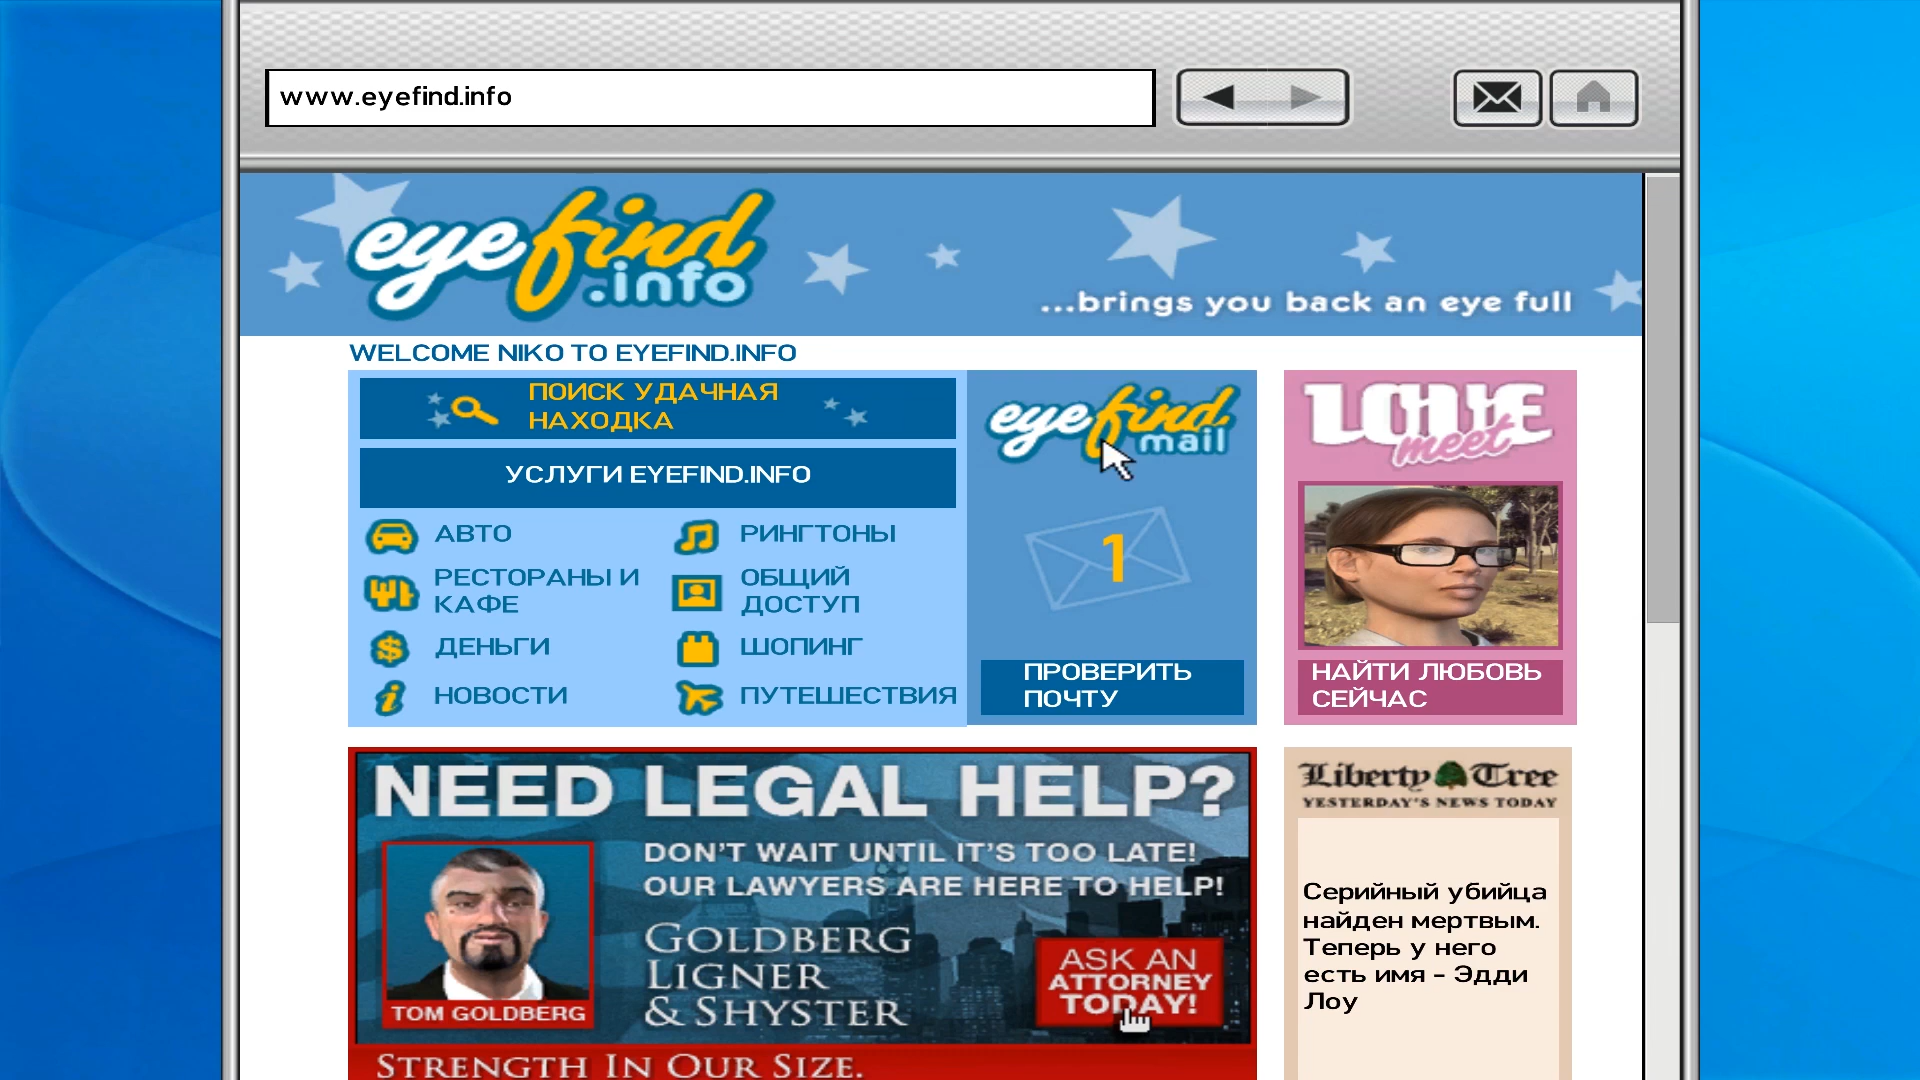 www.eyefind.info
eyefind
.info
...brings you back an eye full
WELCOME NIKO TO EYEFIND.INFO
ПОИСК УДАЧНАЯ
НАХОДКА
УСЛУГИ EYEFIND.INFO
АВТО
РИНГТОНЫ
РЕСТОРАНЫ И
КАФЕ
ОБЩИЙ
ДОСТУП
ДЕНЬГИ
ШОПИНГ
НОВОСТИ
ПУТЕШЕСТВИЯ
eyefind
mail
1
ПРОВЕРИТЬ
ПОЧТУ
LOVE
meet
НАЙТИ ЛЮБОВЬ
СЕЙЧАС
NEED LEGAL HELP?
DON'T WAIT UNTIL IT'S TOO LATE!
OUR LAWYERS ARE HERE TO HELP!
GOLDBERG
LIGNER
& SHYSTER
TOM GOLDBERG
ASK AN
ATTORNEY
TODAY!
STRENGTH IN OUR SIZE.
Liberty Tree
YESTERDAY'S NEWS TODAY
Серийный убийца
найден мертвым.
Теперь у него
есть имя - Эдди
Лоу